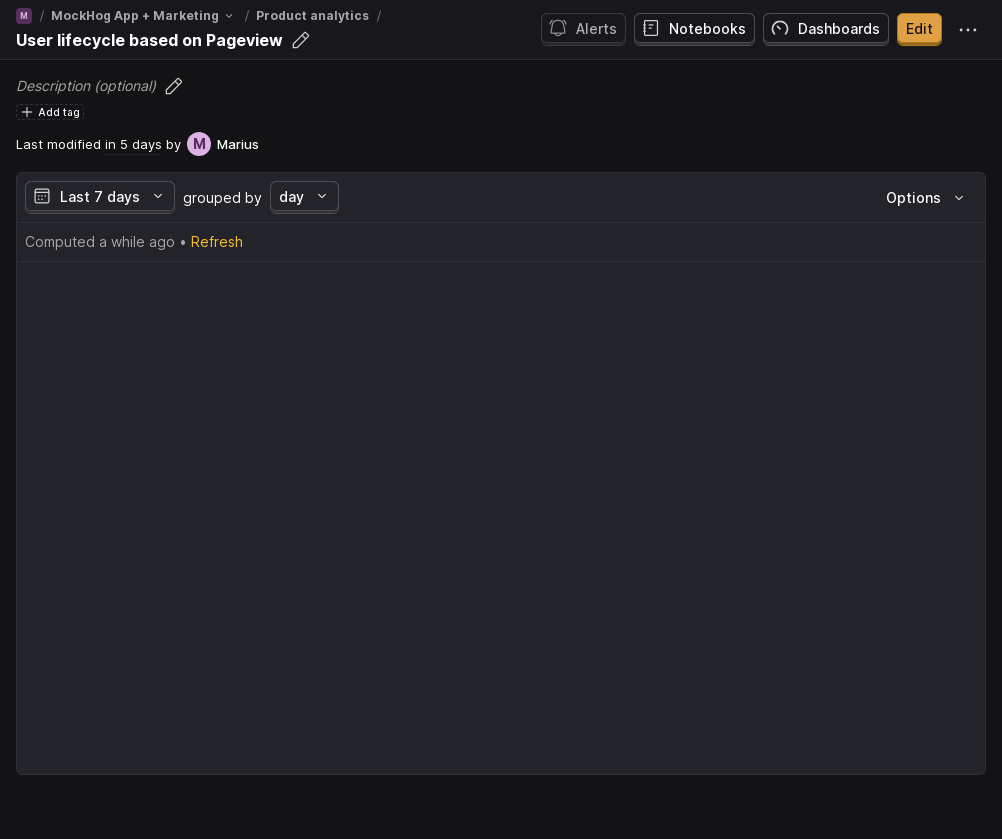 M / MockHog App + Marketing / Product analytics /
User lifecycle based on Pageview
Alerts
Notebooks
Dashboards
Edit
Description (optional)
Add tag
Last modified in 5 days by M Marius
Last 7 days grouped by day
Options
Computed a while ago • Refresh